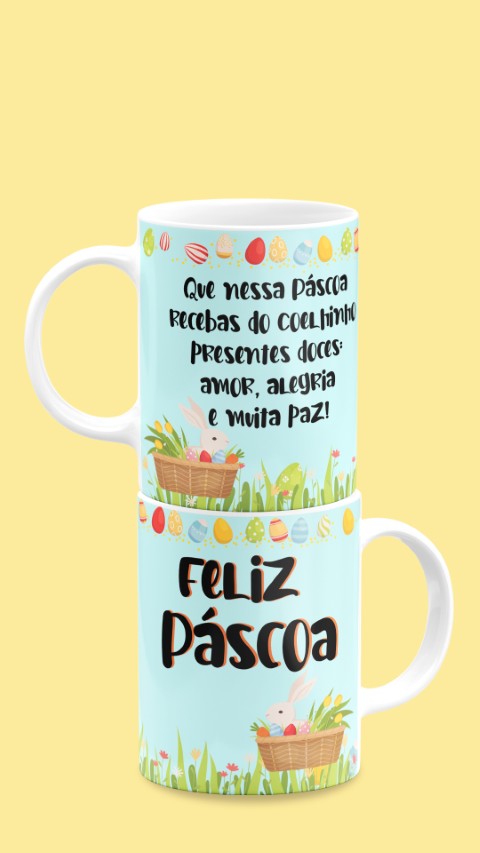 Que nessa Páscoa
recebas do coelhinho
presentes doces:
amor, alegria
e muita paz!
Feliz
Páscoa